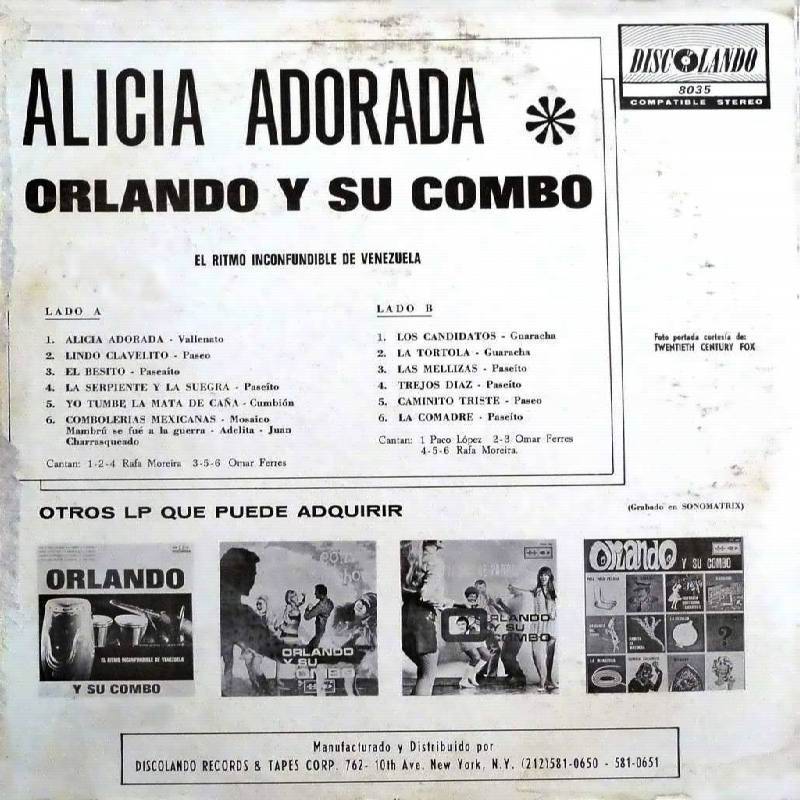 DISCOLANDO
8035
COMPATIBLE STEREO
ALICIA ADORADA
ORLANDO Y SU COMBO
EL RITMO INCONFUNDIBLE DE VENEZUELA
LADO A
1. ALICIA ADORADA - Vallenato
2. LINDO CLAVELITO - Paseo
3. EL BESITO - Paseaito
4. LA SERPIENTE Y LA SUEGRA - Paseíto
5. YO TUMBE LA MATA DE CAÑA - Cumbión
6. COMBOLERIAS MEXICANAS - Mosaico
Mambrú se fué a la guerra - Adelita - Juan
Charrasqueado
Cantan: 1-2-4 Rafa Moreira 3-5-6 Omar Ferres
LADO B
1. LOS CANDIDATOS - Guaracha
2. LA TORTOLA - Guaracha
3. LAS MELLIZAS - Paseíto
4. TREJOS DIAZ - Paseíto
5. CAMINITO TRISTE - Paseo
6. LA COMADRE - Paseíto
Cantan: 1 Paco López 2-3 Omar Ferres
4-5-6 Rafa Moreira.
Foto portada cortesía de:
TWENTIETH CENTURY FOX
OTROS LP QUE PUEDE ADQUIRIR
(Grabado en SONOMATRIX)
ORLANDO
EL RITMO INCONFUNDIBLE DE VENEZUELA
Y SU COMBO
ORLANDO
Y SU
COMBO
ORLANDO
Y SU
COMBO
Orlando Y SU COMBO
?
Manufacturado y Distribuido por
DISCOLANDO RECORDS & TAPES CORP. 762- 10th Ave. New York, N.Y. (212)581-0650 - 581-0651